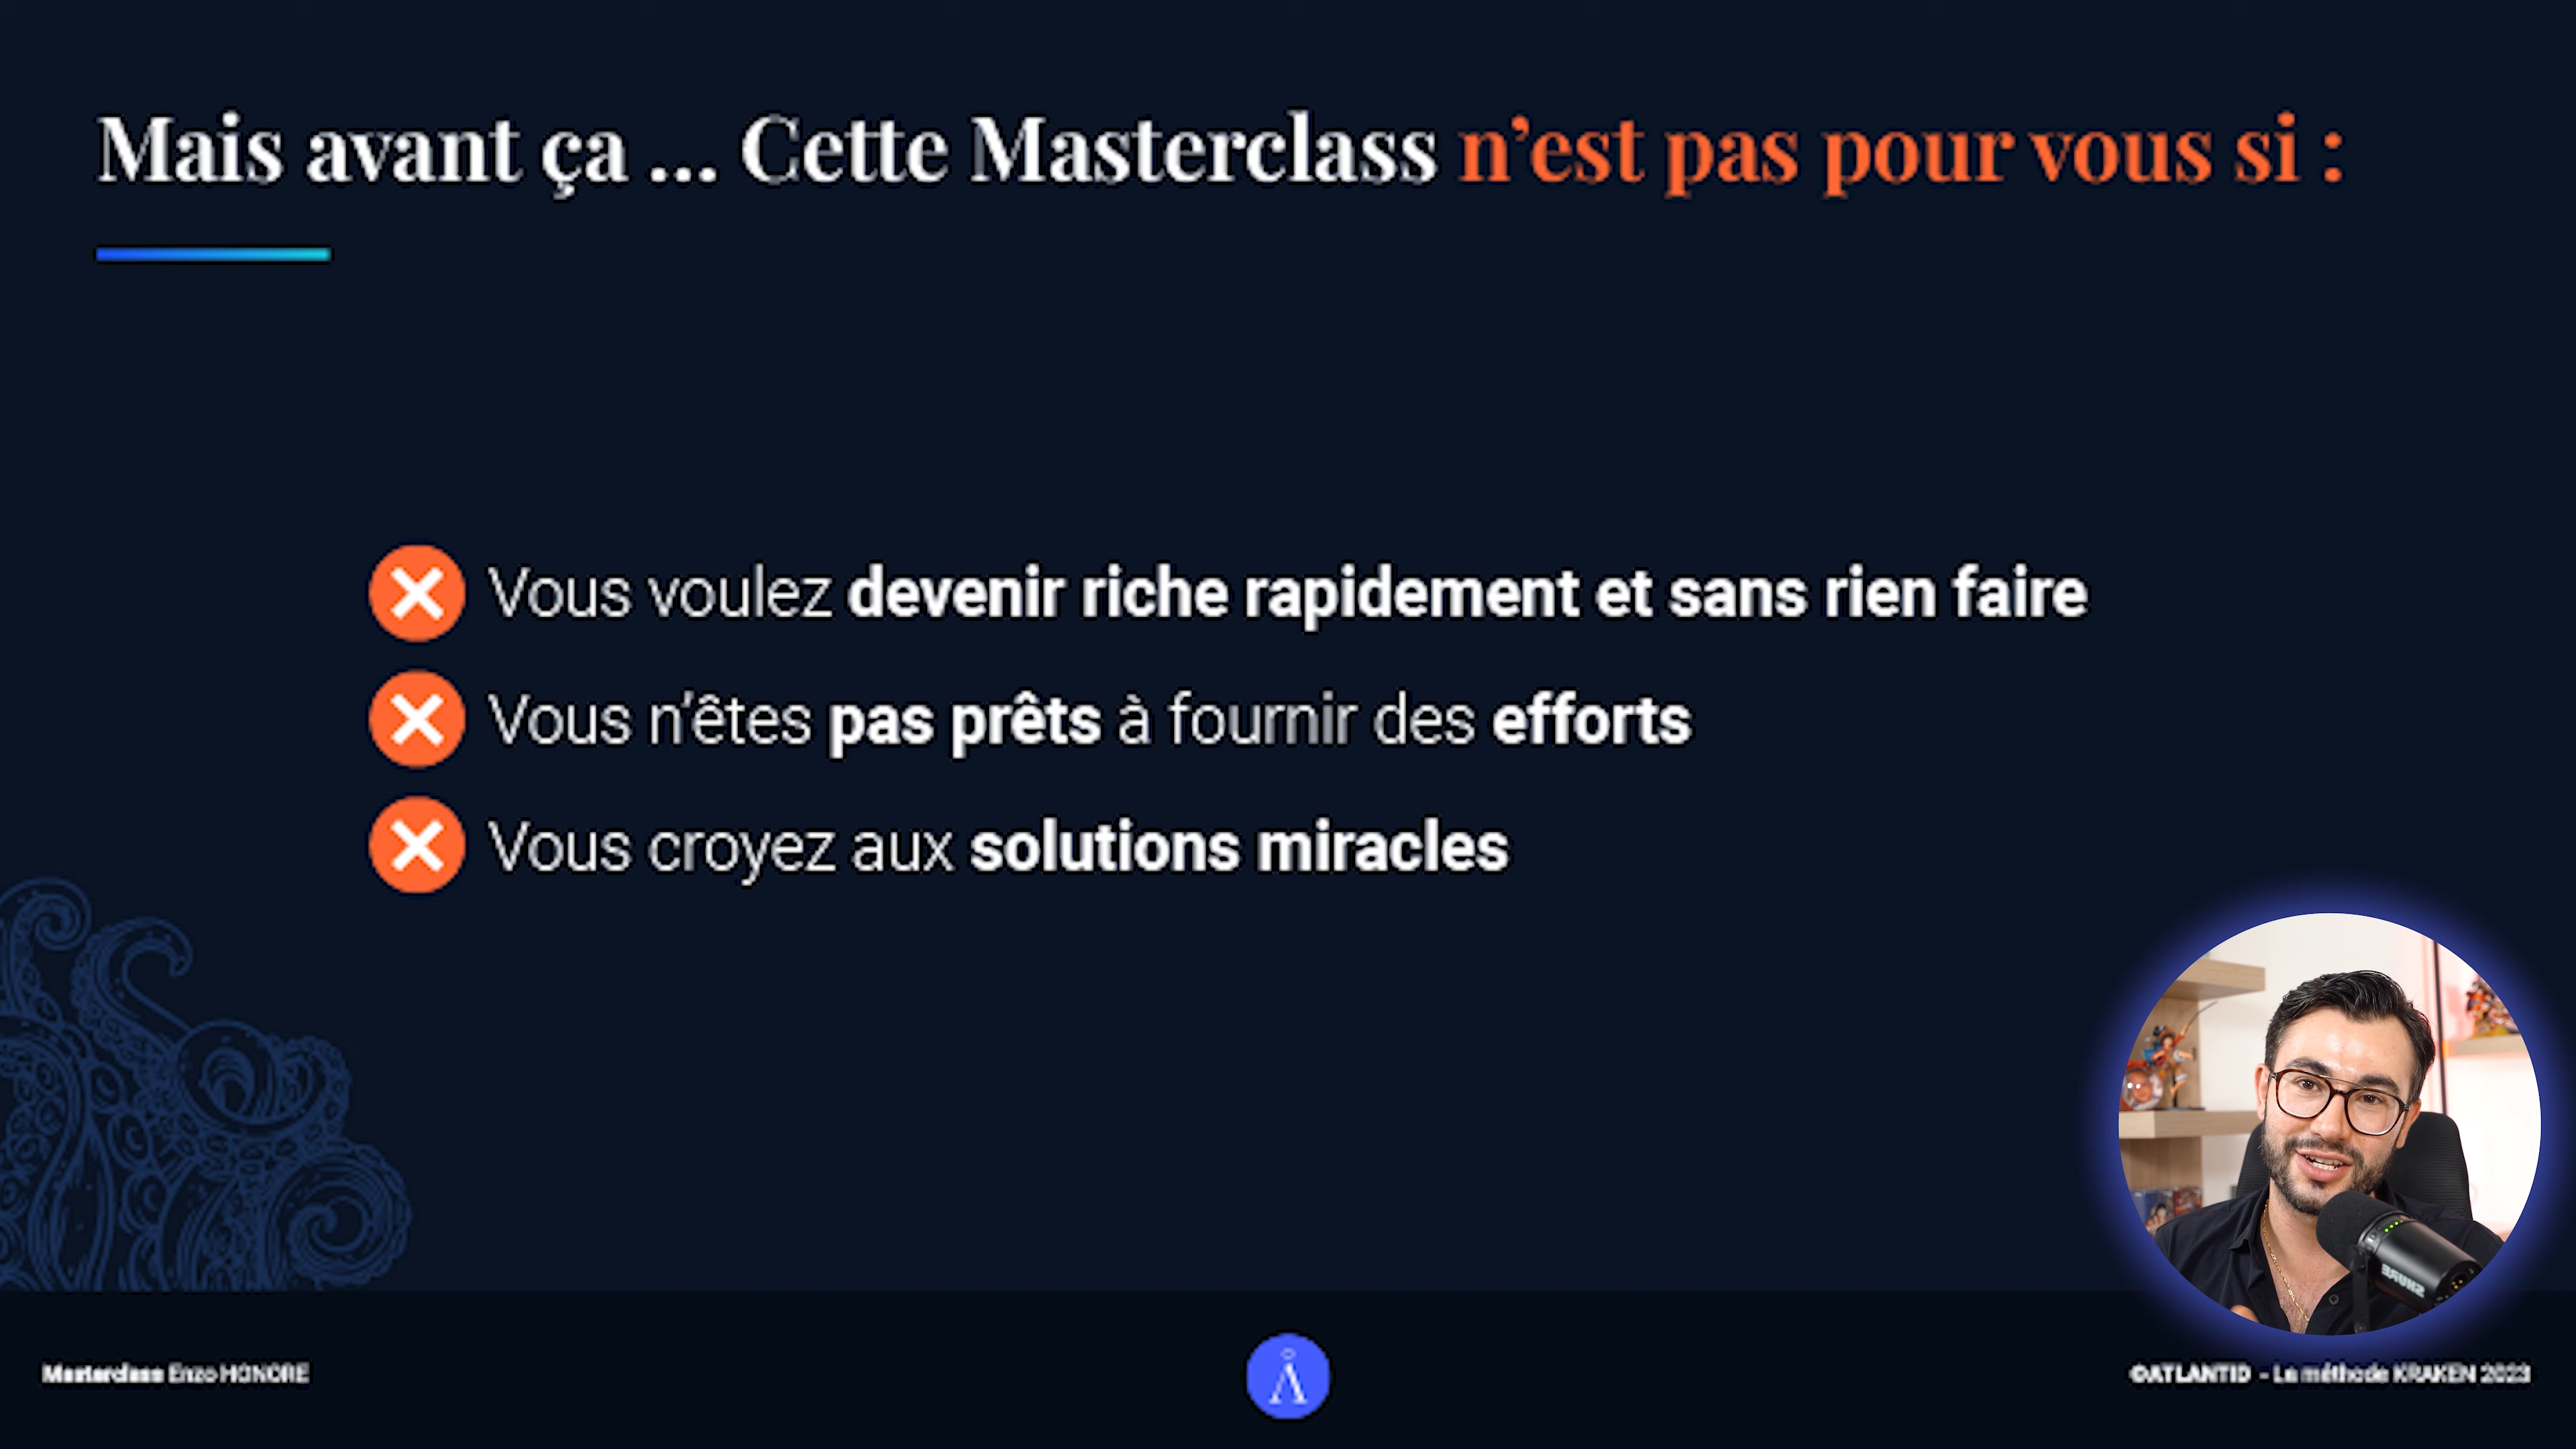 Mais avant ça ... Cette Masterclass n'est pas pour vous si :
Vous voulez devenir riche rapidement et sans rien faire
Vous n'êtes pas prêts à fournir des efforts
Vous croyez aux solutions miracles
SHURE
Masterclass Enzo HONORE
©ATLANTID - La méthode KRAKEN 2023